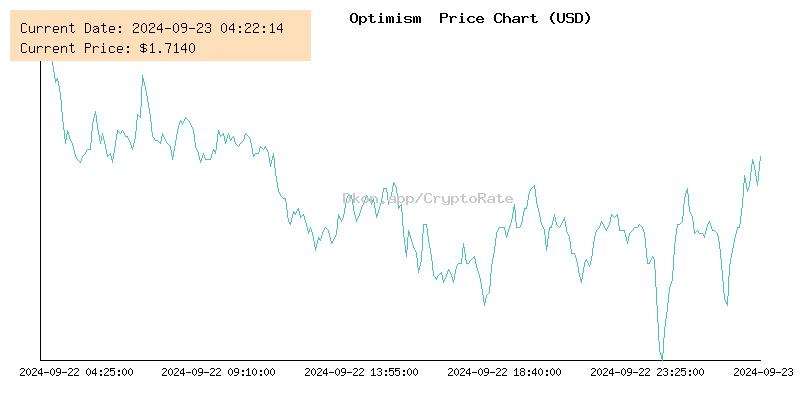 Optimism  Price Chart (USD)
Current Date: 2024-09-23 04:22:14
Current Price: $1.7140
Dkon.app/CryptoRate
2024-09-22 04:25:00 2024-09-22 09:10:00 2024-09-22 13:55:00 2024-09-22 18:40:00 2024-09-22 23:25:00 2024-09-23